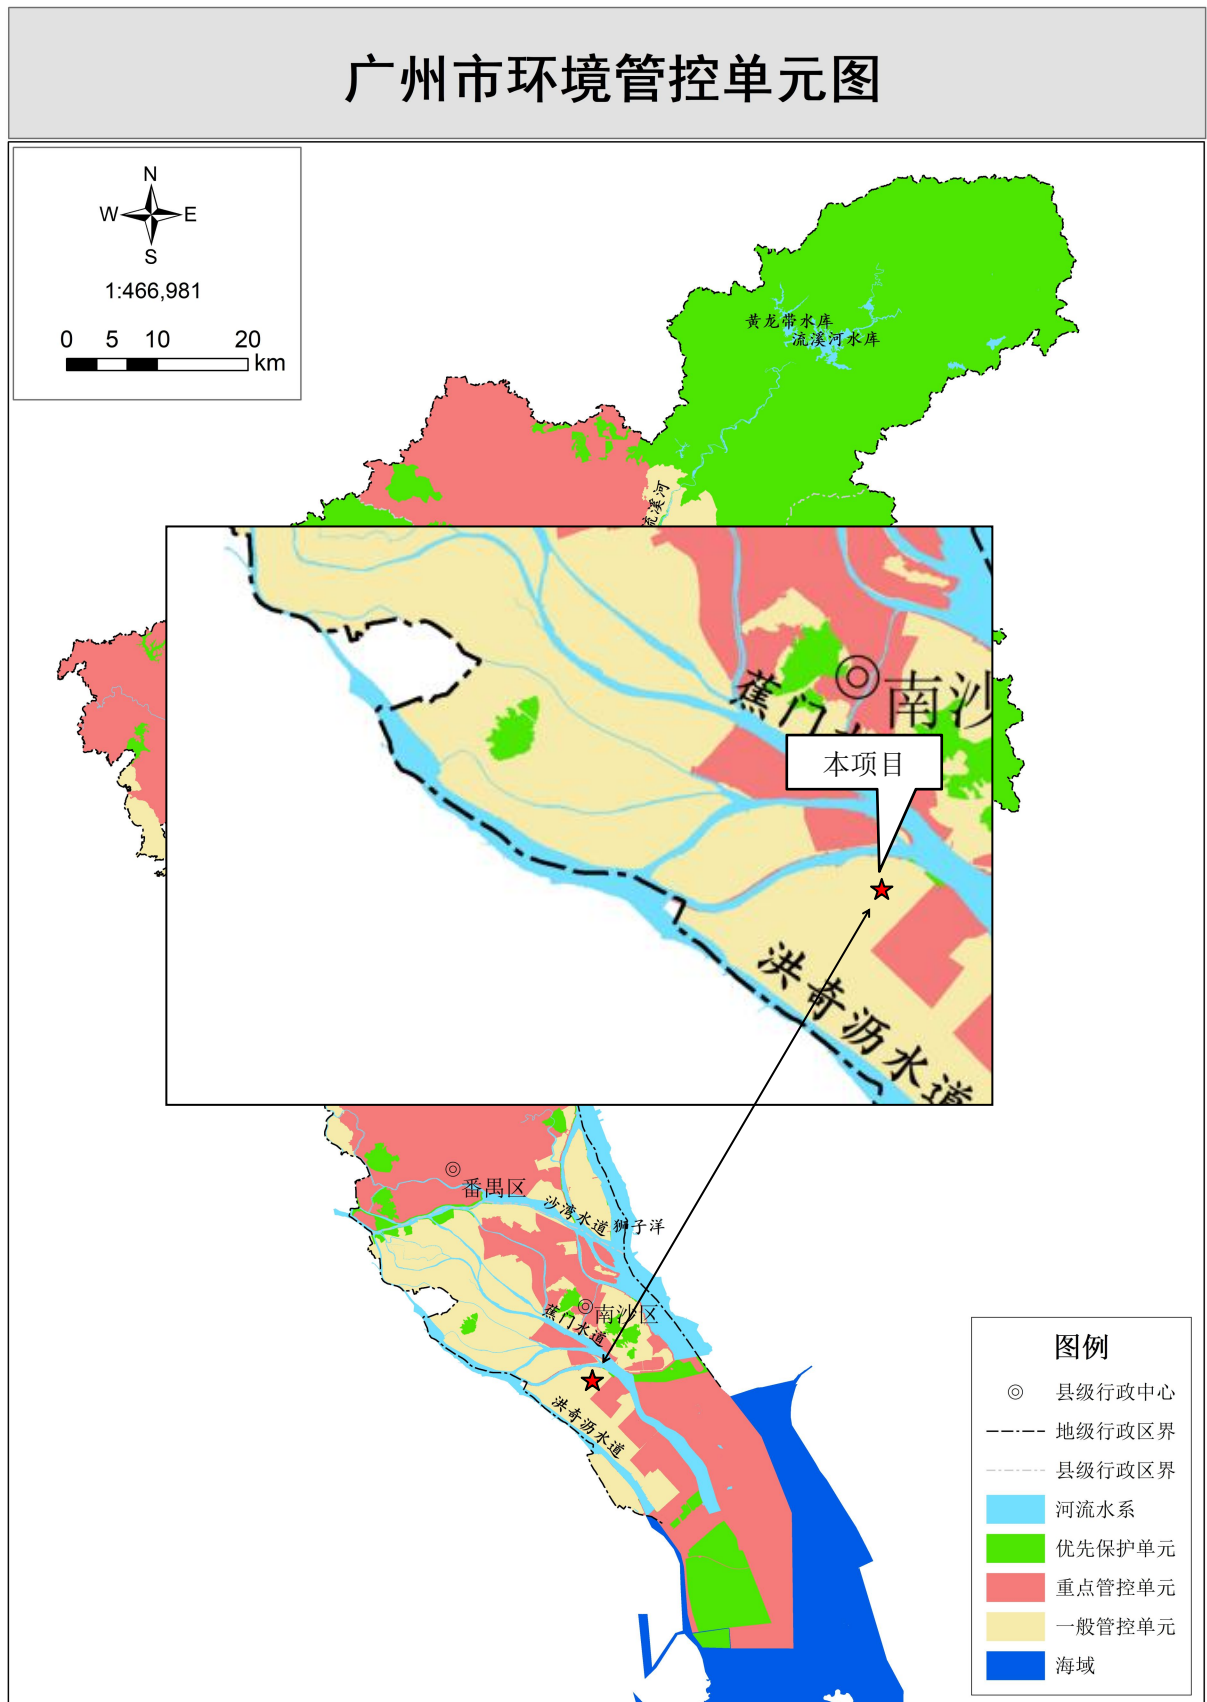 广州市环境管控单元图
N
W E
S
1:466,981
0 5 10 20
km
黄龙带水库
流溪河水库
流溪河
南沙
蕉门
本项目
洪奇沥水道
番禺区
沙湾水道
狮子洋
南沙区
蕉门水道
洪奇沥水道
图例
县级行政中心
地级行政区界
县级行政区界
河流水系
优先保护单元
重点管控单元
一般管控单元
海域